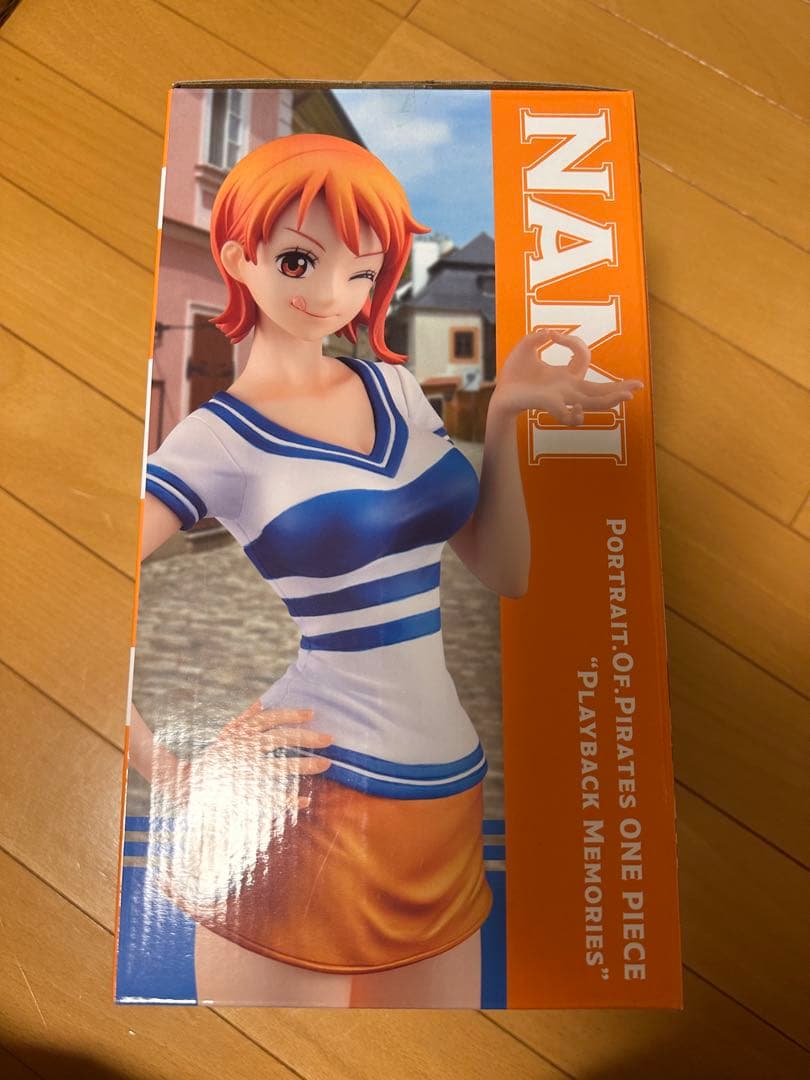 NAMI
PORTRAIT.OF.PIRATES ONE PIECE
“PLAYBACK MEMORIES”